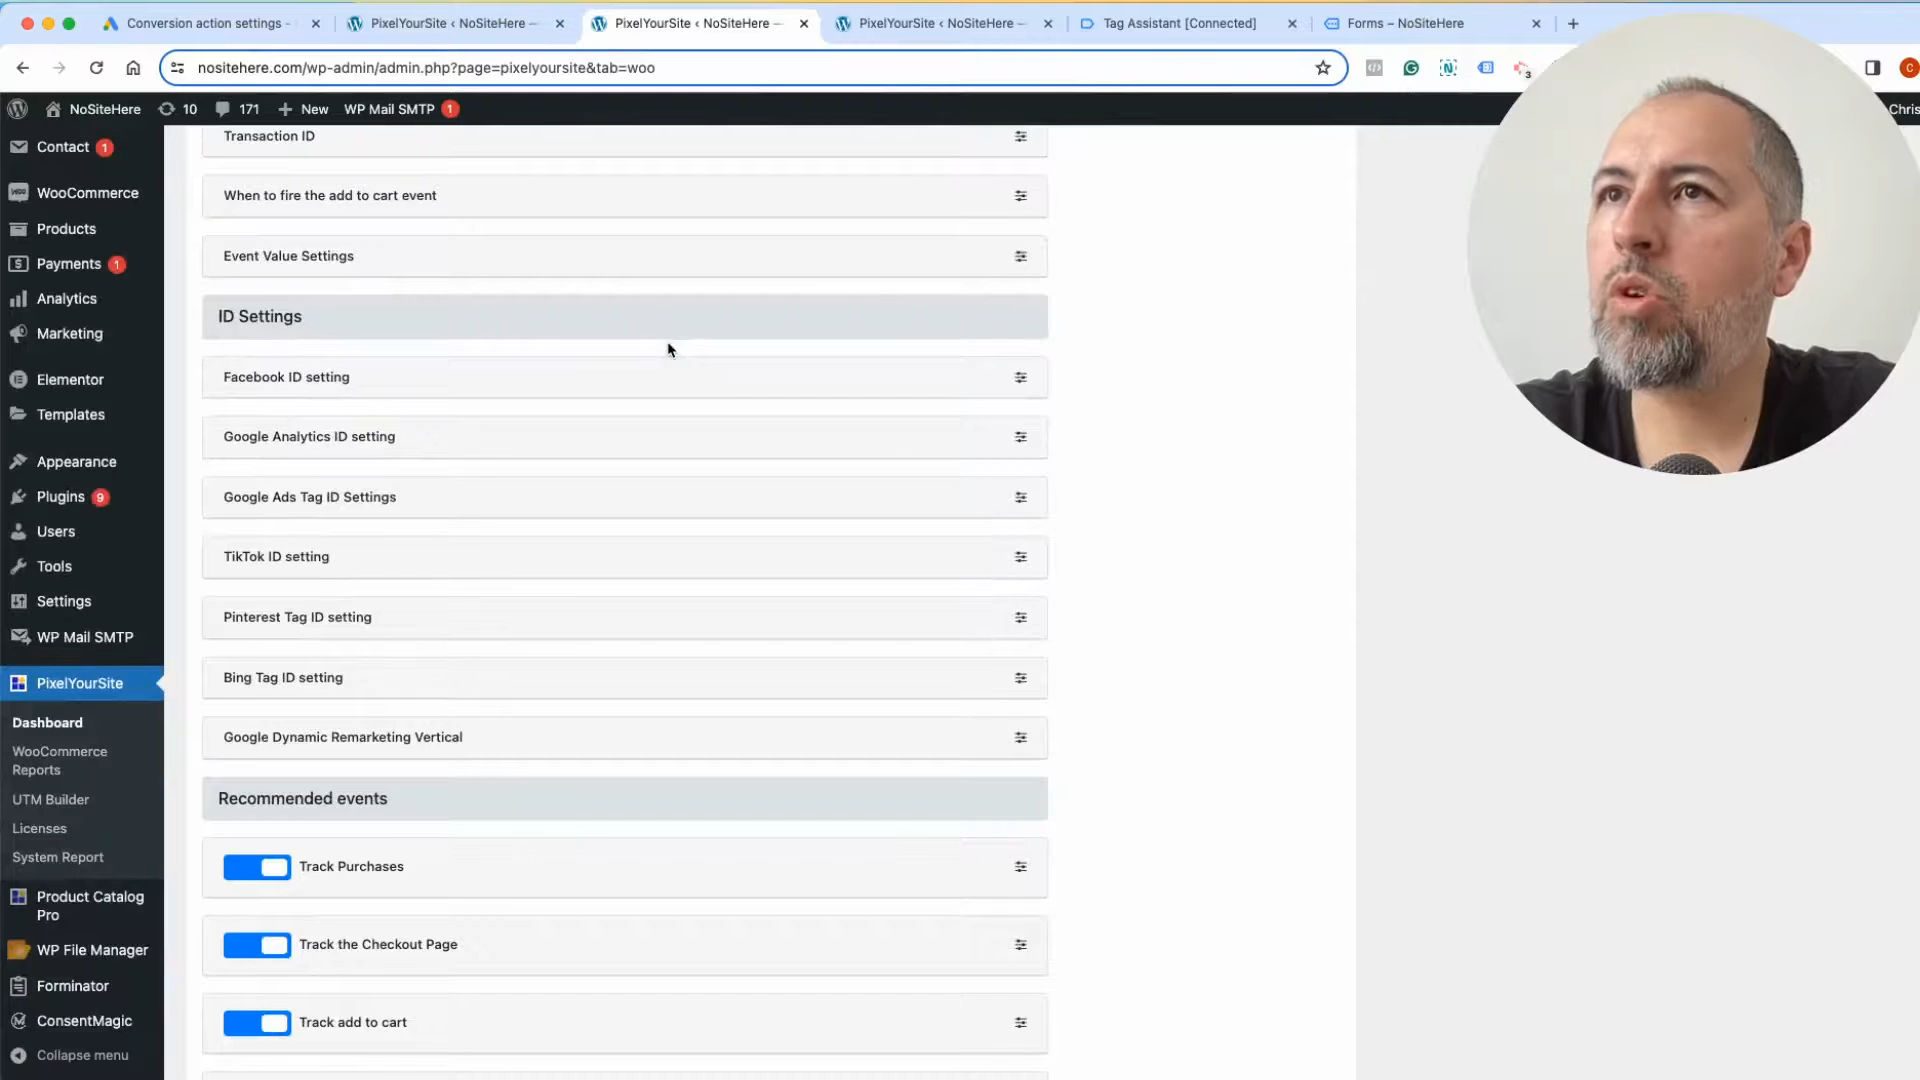 Conversion action settings -
PixelYourSite ‹ NoSiteHere —
PixelYourSite ‹ NoSiteHere —
PixelYourSite ‹ NoSiteHere —
Tag Assistant [Connected]
Forms – NoSiteHere
nositehere.com/wp-admin/admin.php?page=pixelyoursite&tab=woo
3
C
NoSiteHere
10
171
New
WP Mail SMTP 1
Chris
Contact 1
WooCommerce
Products
Payments 1
Analytics
Marketing
Elementor
Templates
Appearance
Plugins 9
Users
Tools
Settings
WP Mail SMTP
PixelYourSite
Dashboard
WooCommerce
Reports
UTM Builder
Licenses
System Report
Product Catalog
Pro
WP File Manager
Forminator
ConsentMagic
Collapse menu
Transaction ID
When to fire the add to cart event
Event Value Settings
ID Settings
Facebook ID setting
Google Analytics ID setting
Google Ads Tag ID Settings
TikTok ID setting
Pinterest Tag ID setting
Bing Tag ID setting
Google Dynamic Remarketing Vertical
Recommended events
Track Purchases
Track the Checkout Page
Track add to cart